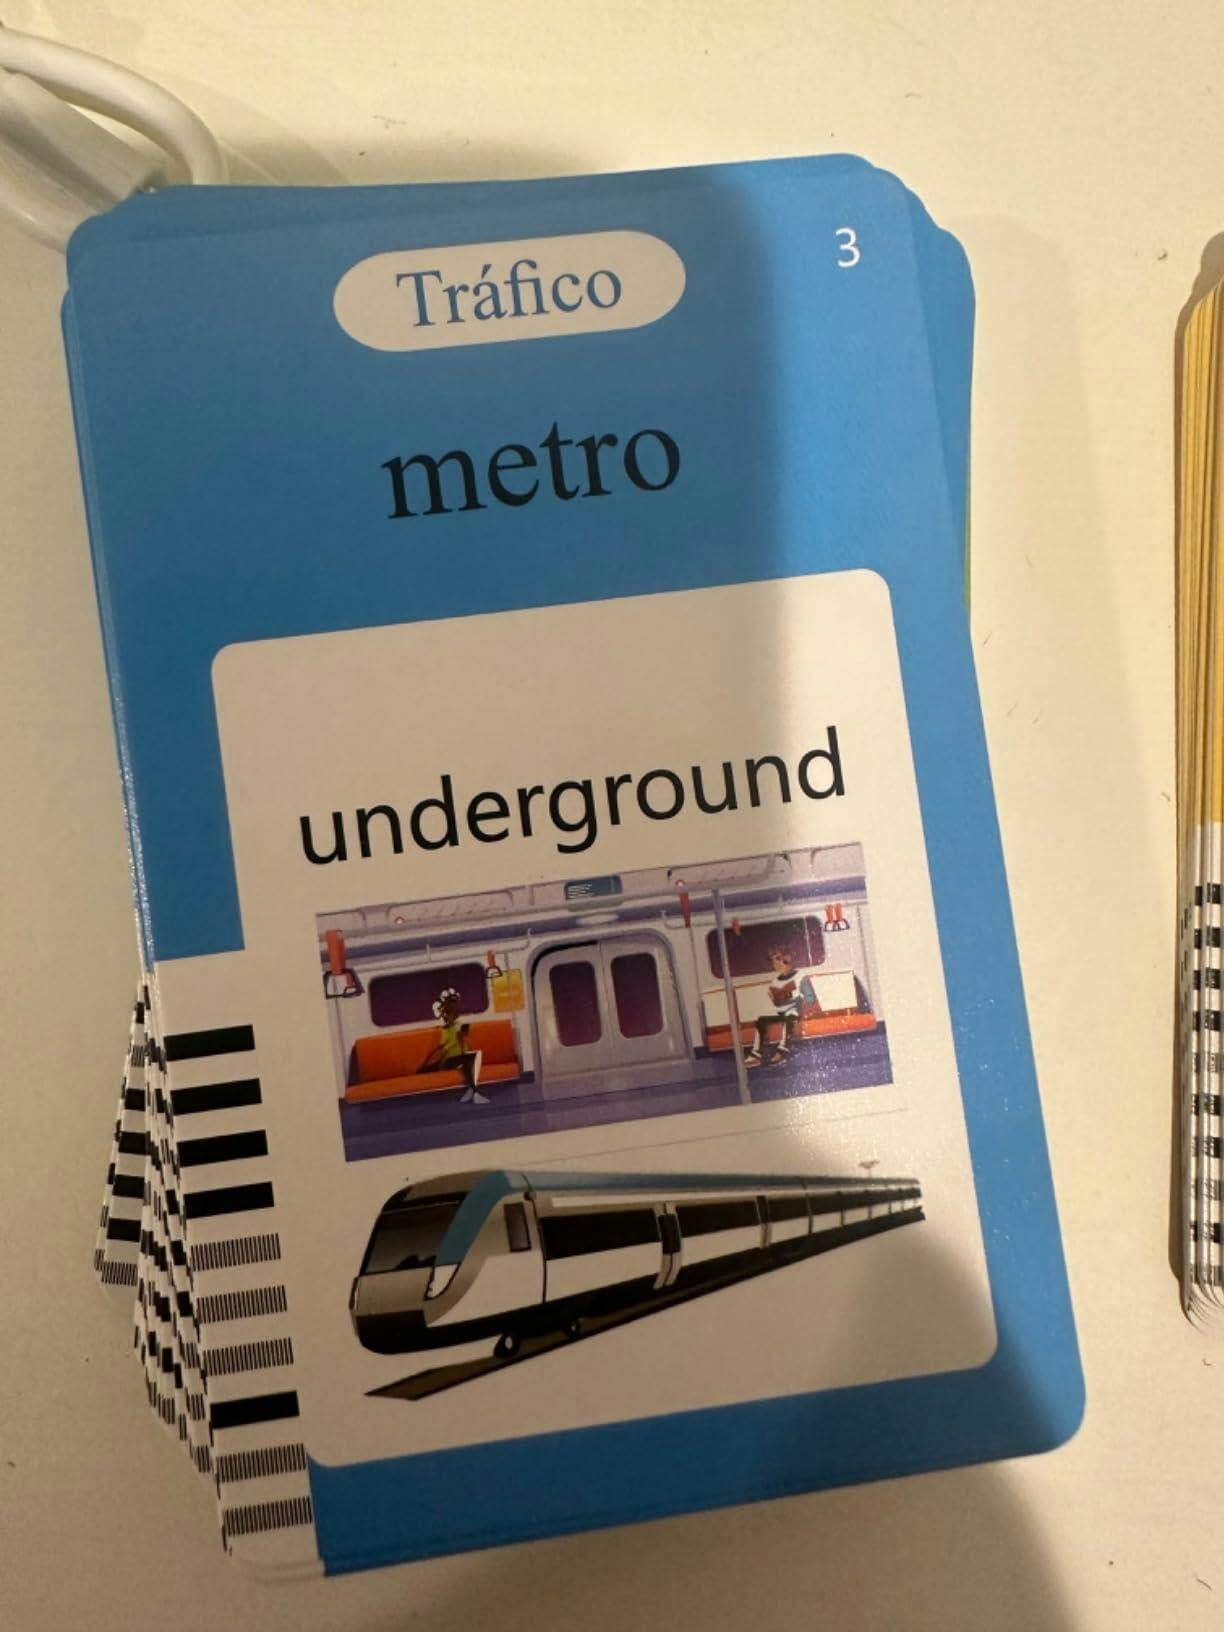 3
Tráfico
metro
underground